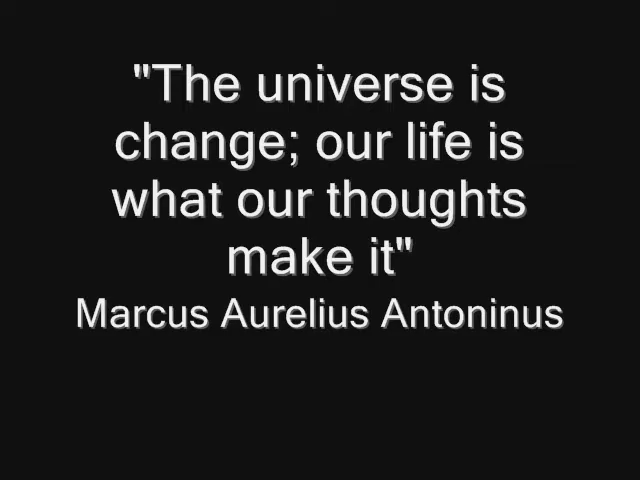 "The universe is
change; our life is
what our thoughts
make it"
Marcus Aurelius Antoninus